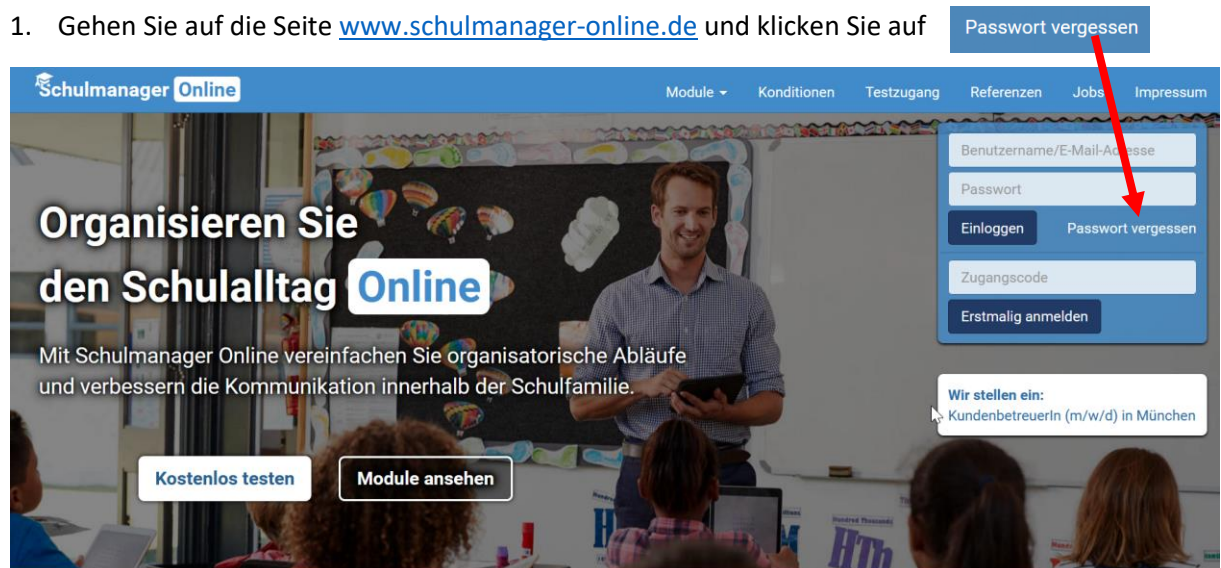 1. Gehen Sie auf die Seite www.schulmanager-online.de und klicken Sie auf Passwort vergessen
Schulmanager Online
Module Konditionen Testzugang Referenzen Jobs Impressum
Benutzername/E-Mail-Adresse
Passwort
Einloggen Passwort vergessen
Zugangscode
Erstmalig anmelden
Organisieren Sie
den Schulalltag Online
Mit Schulmanager Online vereinfachen Sie organisatorische Abläufe
und verbessern die Kommunikation innerhalb der Schulfamilie.
Wir stellen ein:
KundenbetreuerIn (m/w/d) in München
Kostenlos testen Module ansehen
Hundred Thousands
HTh